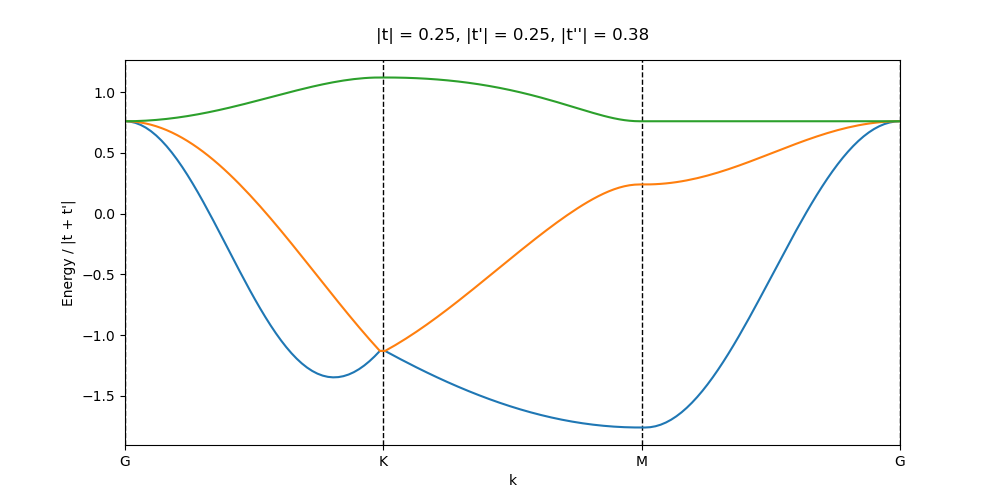 |t| = 0.25, |t'| = 0.25, |t''| = 0.38
Energy / |t + t'|
1.0
0.5
0.0
−0.5
−1.0
−1.5
G
K
M
G
k